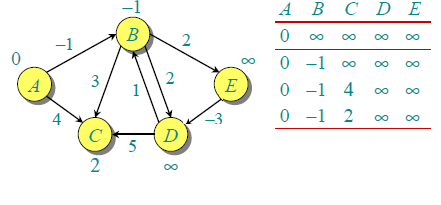 −1
B
A B C D E
0 ∞ ∞ ∞ ∞
0 −1 ∞ ∞ ∞
0 −1 4 ∞ ∞
0 −1 2 ∞ ∞
−1
2
0
∞
A
3
1
2
E
4
−3
C
5
D
2
∞